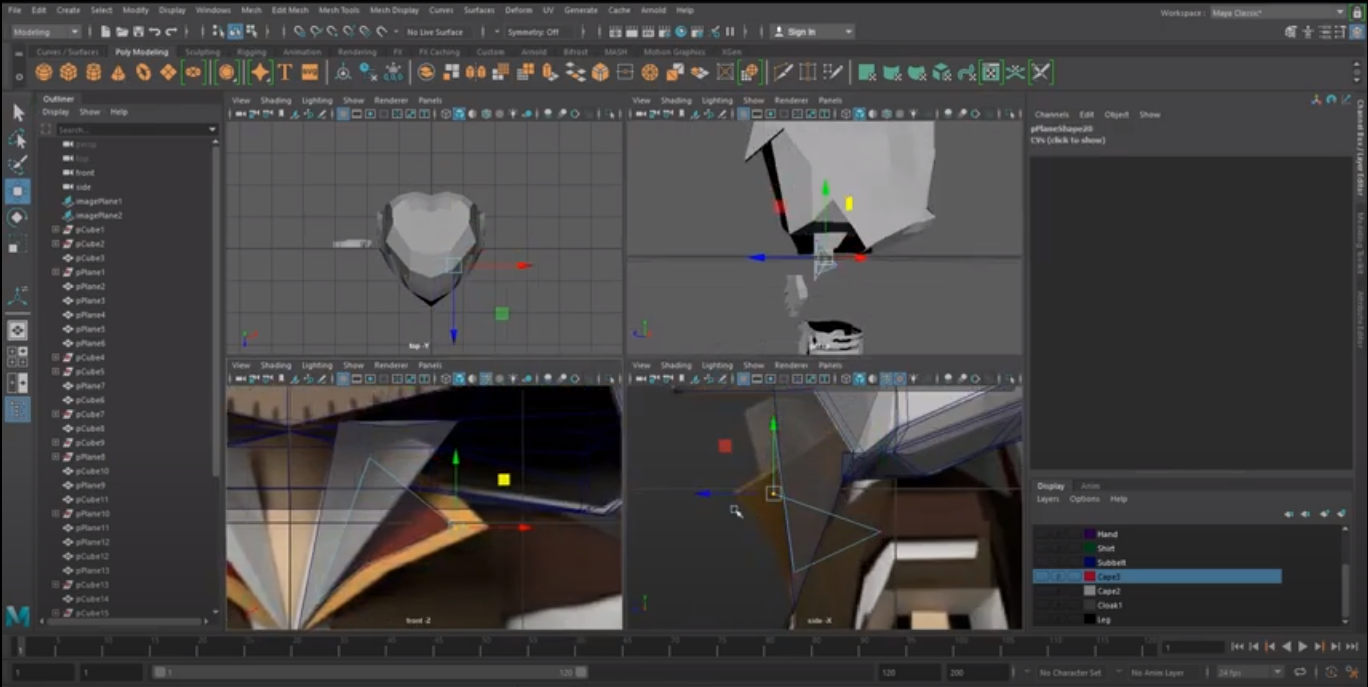 File Edit Create Select Modify Display Windows Mesh Edit Mesh Mesh Tools Mesh Display Curves Surfaces Deform UV Generate Cache Arnold Help
Workspace : Maya Classic*
Modeling No Live Surface Symmetry: Off Sign In
Curves / Surfaces Poly Modeling Sculpting Rigging Animation Rendering FX FX Caching Custom Arnold Bifrost MASH Motion Graphics XGen
Outliner
Display Show Help
Search...
persp
top
front
side
imagePlane1
imagePlane2
pCube1
pCube2
pCube3
pPlane1
pPlane2
pPlane3
pPlane4
pPlane5
pPlane6
pCube4
pCube5
pPlane7
pCube6
pCube7
pCube8
pCube9
pPlane8
pCube10
pPlane9
pCube11
pPlane10
pPlane11
pPlane12
pCube12
pPlane13
pCube13
pCube14
pCube15
View Shading Lighting Show Renderer Panels
top -Y
View Shading Lighting Show Renderer Panels
View Shading Lighting Show Renderer Panels
front -Z
View Shading Lighting Show Renderer Panels
side -X
Channels Edit Object Show
pPlaneShape20
CVs (click to show)
Channel Box / Layer Editor
Display Anim
Layers Options Help
Hand
Shirt
Subbelt
Cape3
Cape2
Cloak1
Leg
1
1 1 1 120 120 200 No Character Set No Anim Layer 24 fps